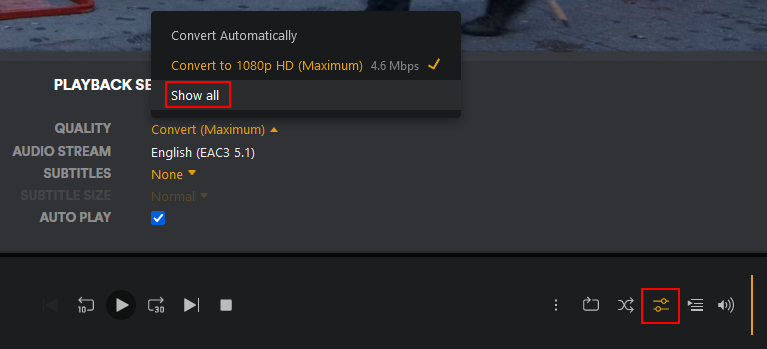 Convert Automatically
Convert to 1080p HD (Maximum) 4.6 Mbps
Show all
PLAYBACK SE
QUALITY Convert (Maximum)
AUDIO STREAM English (EAC3 5.1)
SUBTITLES None
SUBTITLE SIZE Normal
AUTO PLAY
10 30